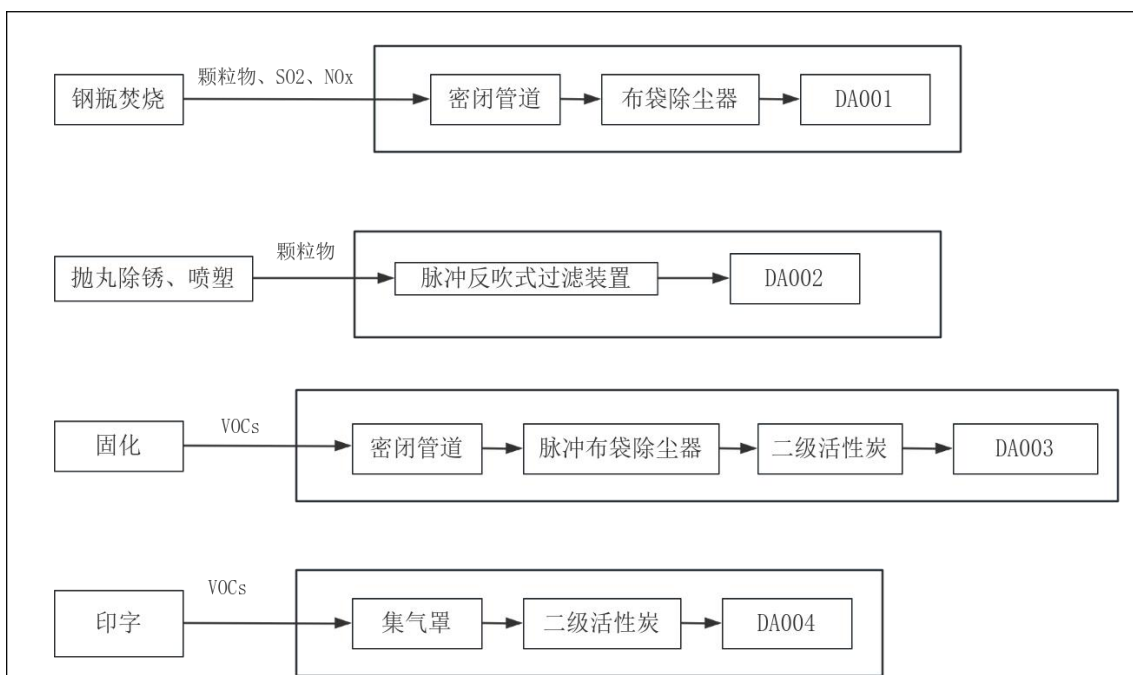 颗粒物、SO2、NOx
钢瓶焚烧
密闭管道
布袋除尘器
DA001
颗粒物
抛丸除锈、喷塑
脉冲反吹式过滤装置
DA002
VOCs
固化
密闭管道
脉冲布袋除尘器
二级活性炭
DA003
VOCs
印字
集气罩
二级活性炭
DA004